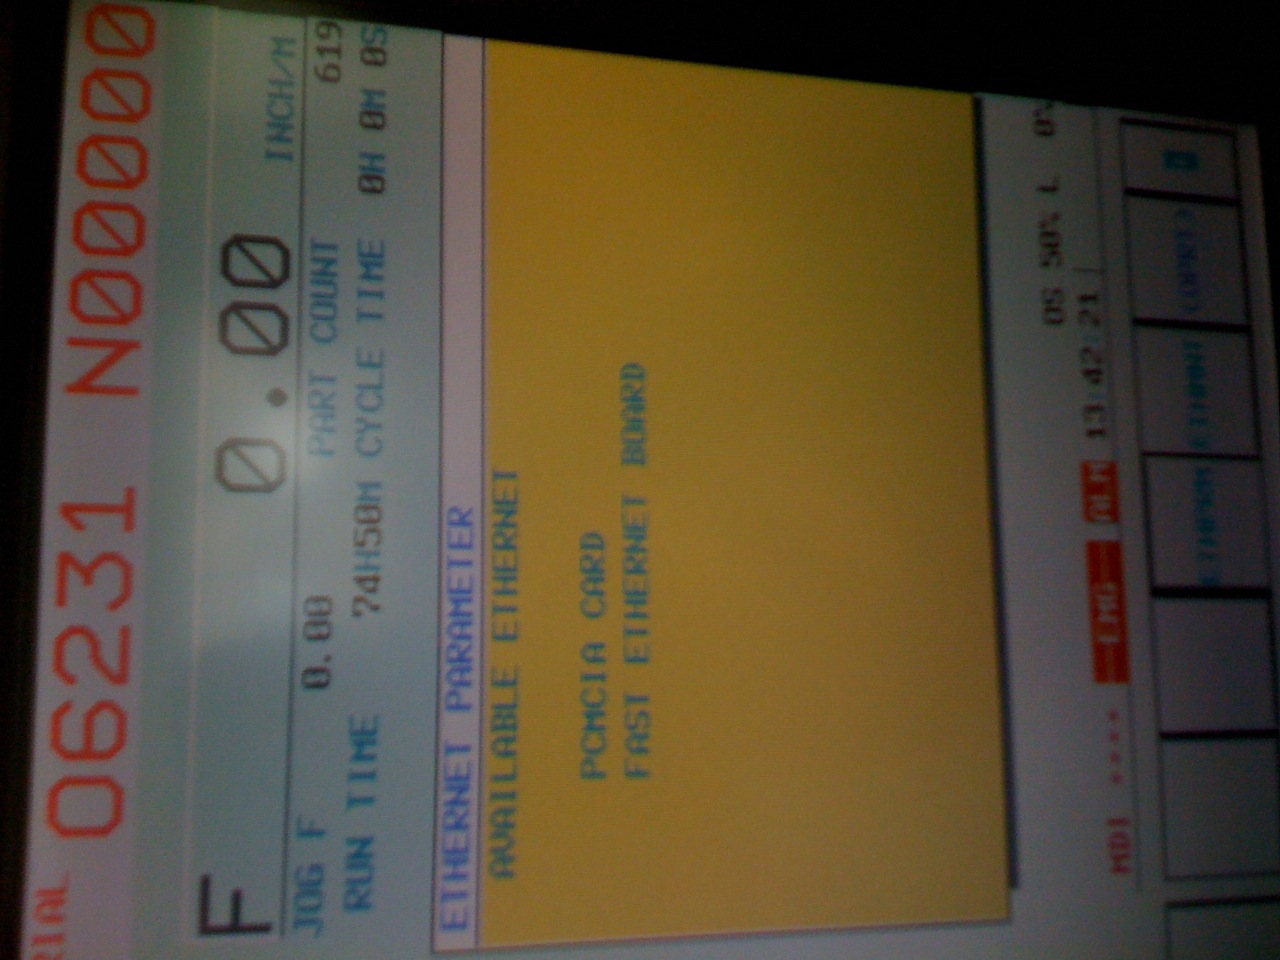 RIAL O6231 N00000
F 0.00 INCH/M
JOG F 0.00 PART COUNT 619
RUN TIME 74H50M CYCLE TIME 0H 0M 0S
ETHERNET PARAMETER
AVAILABLE ETHERNET
PCMCIA CARD
FAST ETHERNET BOARD
OS 50% L 0%
MDI **** --EMG-- ALM 13:42:21
ETHPRM ETHMNT (OPRT)